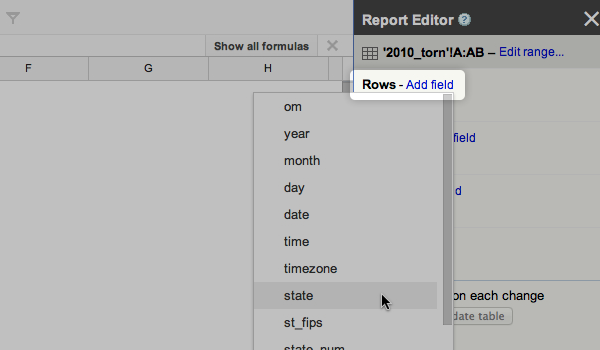 Report Editor ?
Show all formulas
'2010_torn'!A:AB – Edit range...
F G H
Rows - Add field
om
year
month
field
day
d
date
time
timezone
state
on each change
st_fips
date table
state_num